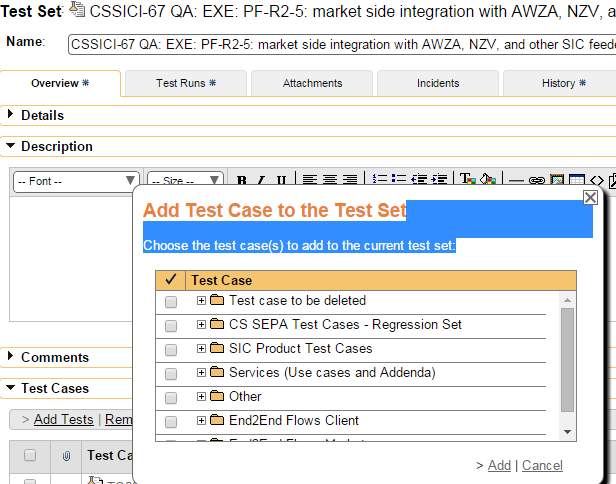 Test Set: CSSICI-67 QA: EXE: PF-R2-5: market side integration with AWZA, NZV, a
Name: CSSICI-67 QA: EXE: PF-R2-5: market side integration with AWZA, NZV, and other SIC feede
Overview * Test Runs * Attachments Incidents History *
Details
Description
-- Font -- -- Size -- B I U
Add Test Case to the Test Set
Choose the test case(s) to add to the current test set:
Test Case
Test case to be deleted
CS SEPA Test Cases - Regression Set
SIC Product Test Cases
Services (Use cases and Addenda)
Other
End2End Flows Client
> Add | Cancel
Comments
Test Cases
> Add Tests | Rem
Test Ca